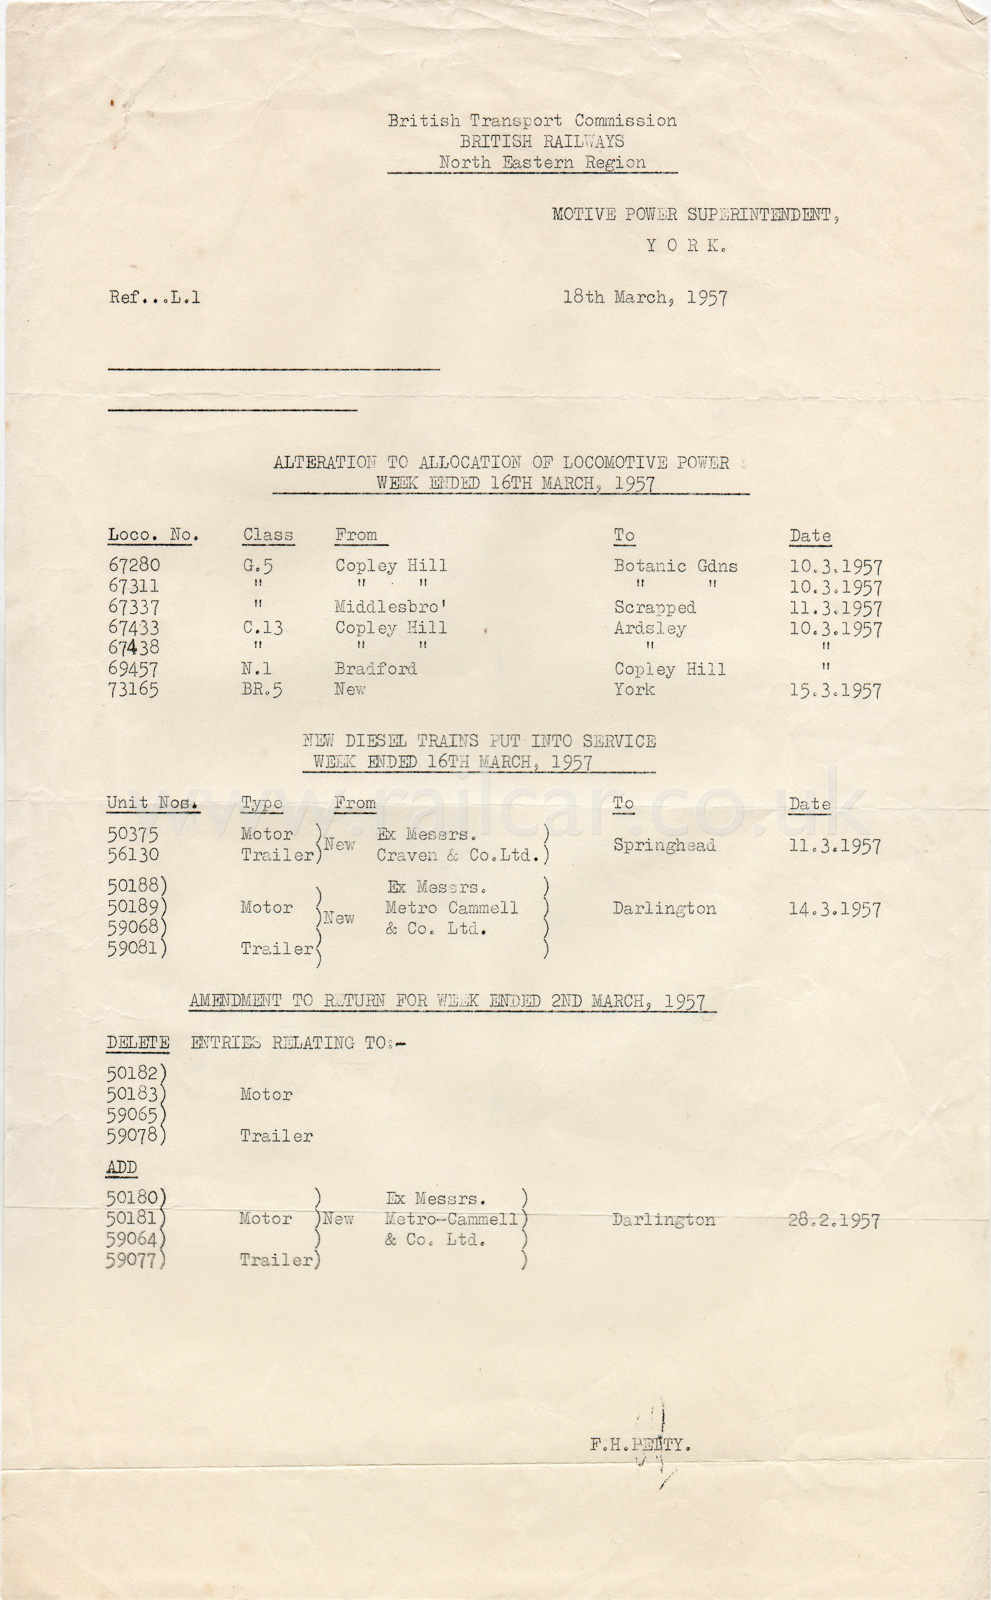 British Transport Commission
BRITISH RAILWAYS
North Eastern Region
MOTIVE POWER SUPERINTENDENT,
Y O R K.
Ref...L.1 18th March, 1957
ALTERATION TO ALLOCATION OF LOCOMOTIVE POWER
WEEK ENDED 16TH MARCH, 1957
Loco. No. Class From To Date
67280 G.5 Copley Hill Botanic Gdns 10.3.1957
67311 " " " " " 10.3.1957
67337 " Middlesbro' Scrapped 11.3.1957
67433 C.13 Copley Hill Ardsley 10.3.1957
67438 " " " " "
69457 N.1 Bradford Copley Hill "
73165 BR.5 New York 15.3.1957
NEW DIESEL TRAINS PUT INTO SERVICE
WEEK ENDED 16TH MARCH, 1957
www.railcar.co.uk
Unit Nos. Type From To Date
50375 Motor ) New Ex Messrs. ) Springhead 11.3.1957
56130 Trailer) Craven & Co.Ltd.)
50188) ) Ex Messrs. )
50189) Motor ) New Metro Cammell ) Darlington 14.3.1957
59068) ) & Co. Ltd. )
59081) Trailer) )
AMENDMENT TO RETURN FOR WEEK ENDED 2ND MARCH, 1957
DELETE ENTRIES RELATING TO:-
50182)
50183) Motor
59065)
59078) Trailer
ADD
50180) ) Ex Messrs. )
50181) Motor )New Metro-Cammell) Darlington 28.2.1957
59064) ) & Co. Ltd. )
59077) Trailer) )
F.H.PETTY.